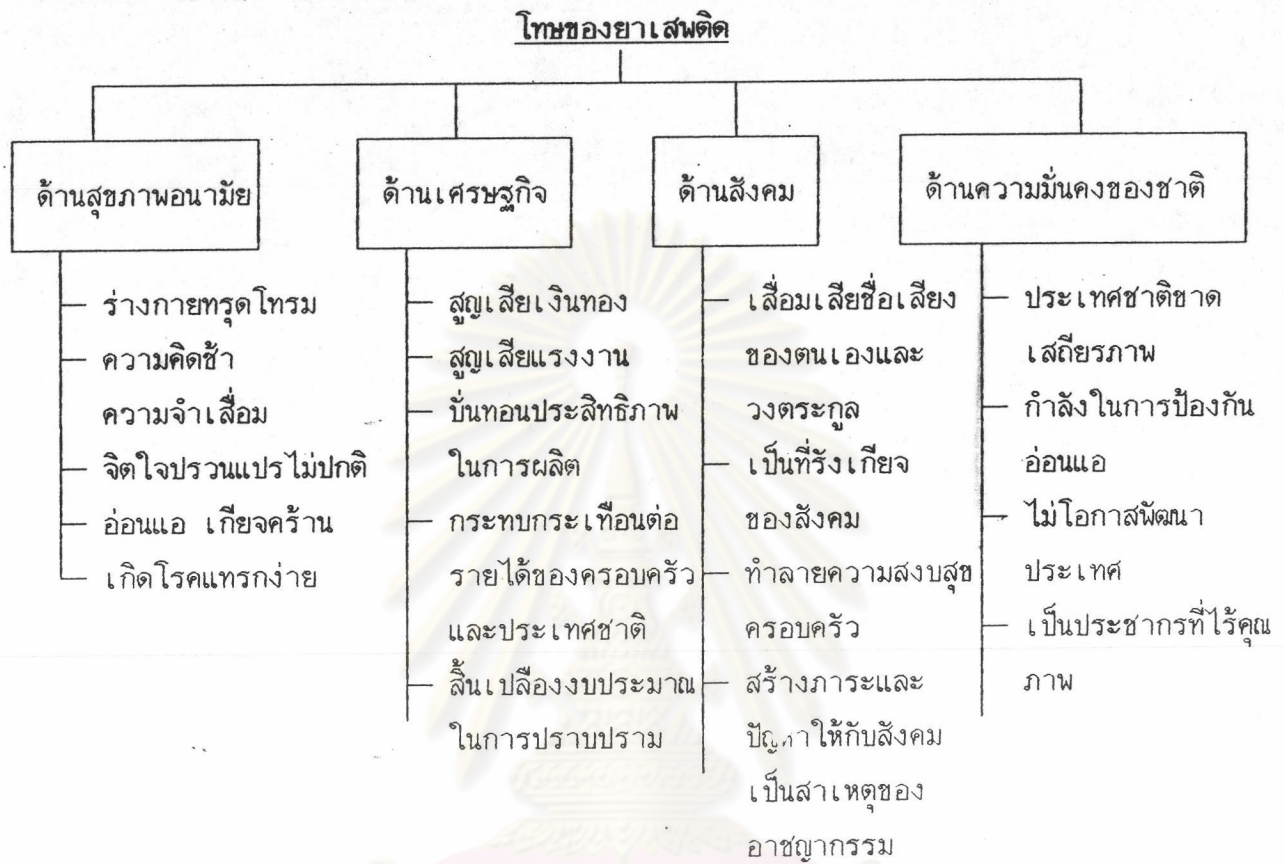 โทษของยาเสพติด
ด้านสุขภาพอนามัย
ร่างกายทรุดโทรม
ความคิดช้า
ความจำเสื่อม
จิตใจปรวนแปรไม่ปกติ
อ่อนแอ เกียจคร้าน
เกิดโรคแทรกง่าย
ด้านเศรษฐกิจ
สูญเสียเงินทอง
สูญเสียแรงงาน
บั่นทอนประสิทธิภาพ
ในการผลิต
กระทบกระเทือนต่อ
รายได้ของครอบครัว
และประเทศชาติ
สิ้นเปลืองงบประมาณ
ในการปราบปราม
ด้านสังคม
เสื่อมเสียชื่อเสียง
ของตนเองและ
วงตระกูล
เป็นที่รังเกียจ
ของสังคม
ทำลายความสงบสุข
ครอบครัว
สร้างภาระและ
ปัญหาให้กับสังคม
เป็นสาเหตุของ
อาชญากรรม
ด้านความมั่นคงของชาติ
ประเทศชาติขาด
เสถียรภาพ
กำลังในการป้องกัน
อ่อนแอ
ไม่โอกาสพัฒนา
ประเทศ
เป็นประชากรที่ไร้คุณ
ภาพ